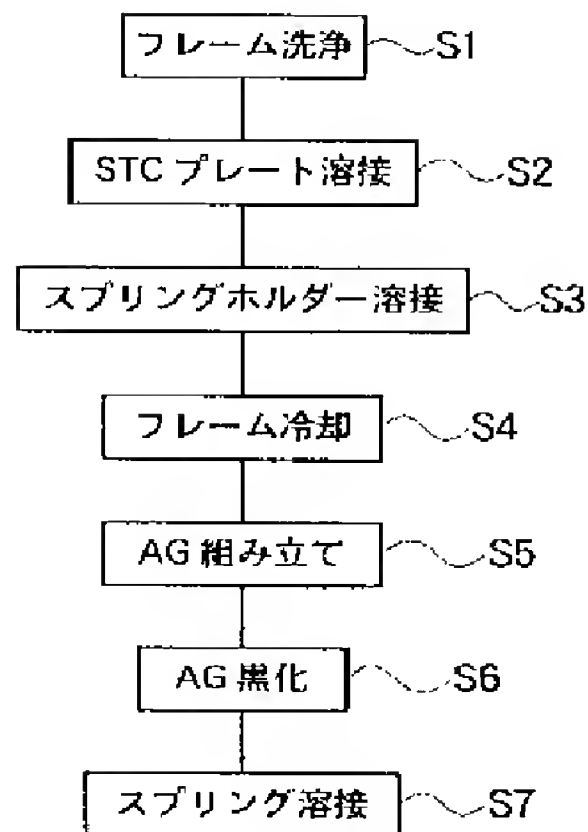 フレーム洗浄 S1
STC プレート溶接 S2
スプリングホルダー溶接 S3
フレーム冷却 S4
AG 組み立て S5
AG 黒化 S6
スプリング溶接 S7